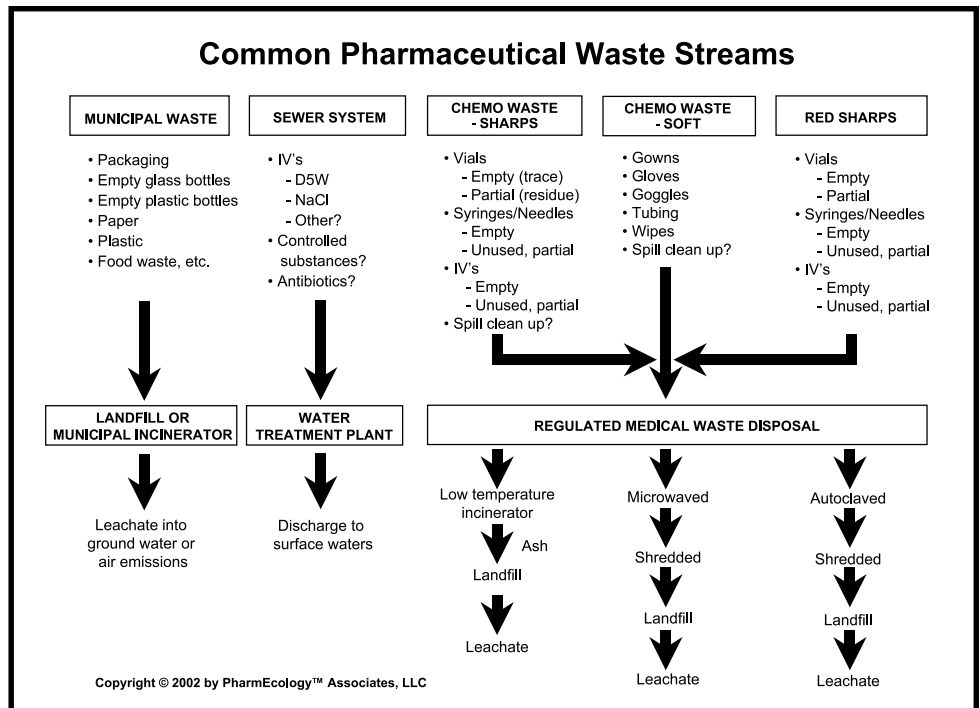 Common Pharmaceutical Waste Streams
MUNICIPAL WASTE
• Packaging
• Empty glass bottles
• Empty plastic bottles
• Paper
• Plastic
• Food waste, etc.
LANDFILL OR
MUNICIPAL INCINERATOR
Leachate into
ground water or
air emissions
SEWER SYSTEM
• IV's
- D5W
- NaCl
- Other?
• Controlled
substances?
• Antibiotics?
WATER
TREATMENT PLANT
Discharge to
surface waters
CHEMO WASTE
- SHARPS
• Vials
- Empty (trace)
- Partial (residue)
• Syringes/Needles
- Empty
- Unused, partial
• IV's
- Empty
- Unused, partial
• Spill clean up?
CHEMO WASTE
- SOFT
• Gowns
• Gloves
• Goggles
• Tubing
• Wipes
• Spill clean up?
RED SHARPS
• Vials
- Empty
- Partial
• Syringes/Needles
- Empty
- Unused, partial
• IV's
- Empty
- Unused, partial
REGULATED MEDICAL WASTE DISPOSAL
Low temperature
incinerator
Ash
Landfill
Leachate
Microwaved
Shredded
Landfill
Leachate
Autoclaved
Shredded
Landfill
Leachate
Copyright © 2002 by PharmEcology™ Associates, LLC